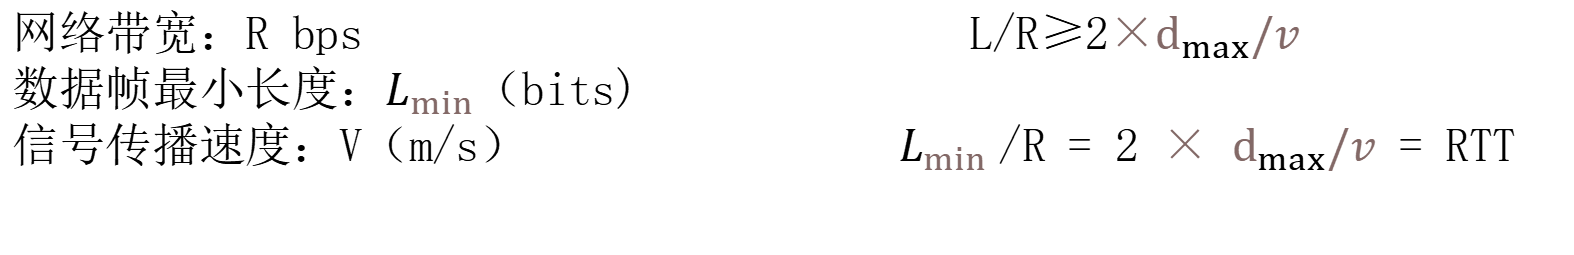 网络带宽：R bps
数据帧最小长度：Lmin（bits）
信号传播速度：V（m/s）
L/R≥2×dmax/v
Lmin /R = 2 × dmax/v = RTT